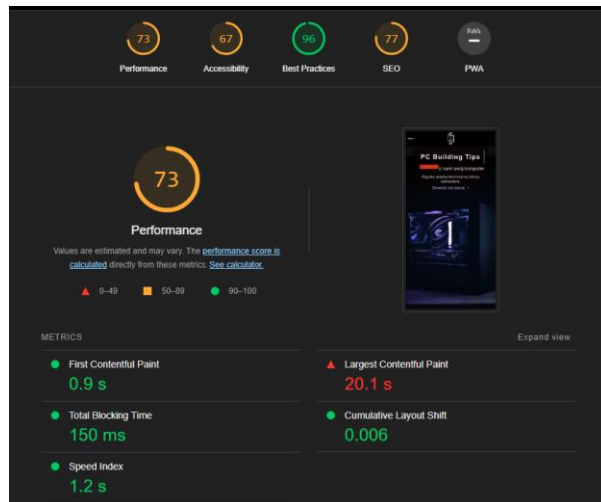 73
67
96
77
Performance
Accessibility
Best Practices
SEO
PWA
73
Performance
Values are estimated and may vary. The performance score is
calculated directly from these metrics. See calculator.
0–49
50–89
90–100
PC Building Tips
METRICS
Expand view
First Contentful Paint
0.9 s
Largest Contentful Paint
20.1 s
Total Blocking Time
150 ms
Cumulative Layout Shift
0.006
Speed Index
1.2 s